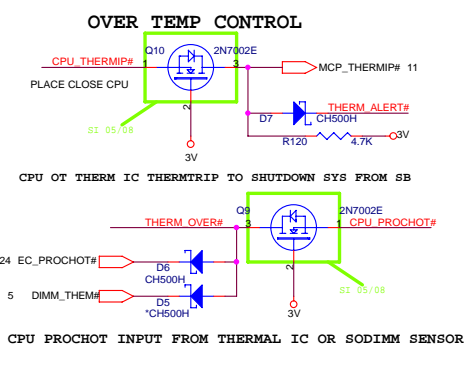 OVER TEMP CONTROL
Q10 2N7002E
CPU_THERMIP# 1 3 MCP_THERMIP# 11
PLACE CLOSE CPU
D7 THERM_ALERT#
CH500H
SI 05/08 2
R120 4.7K 3V
3V
CPU OT THERM IC THERMTRIP TO SHUTDOWN SYS FROM SB
Q9 2N7002E
THERM_OVER# 3 1 CPU_PROCHOT#
24 EC_PROCHOT#
D6 2
CH500H
SI 05/08
5 DIMM_THEM#
D5
*CH500H 3V
CPU PROCHOT INPUT FROM THERMAL IC OR SODIMM SENSOR